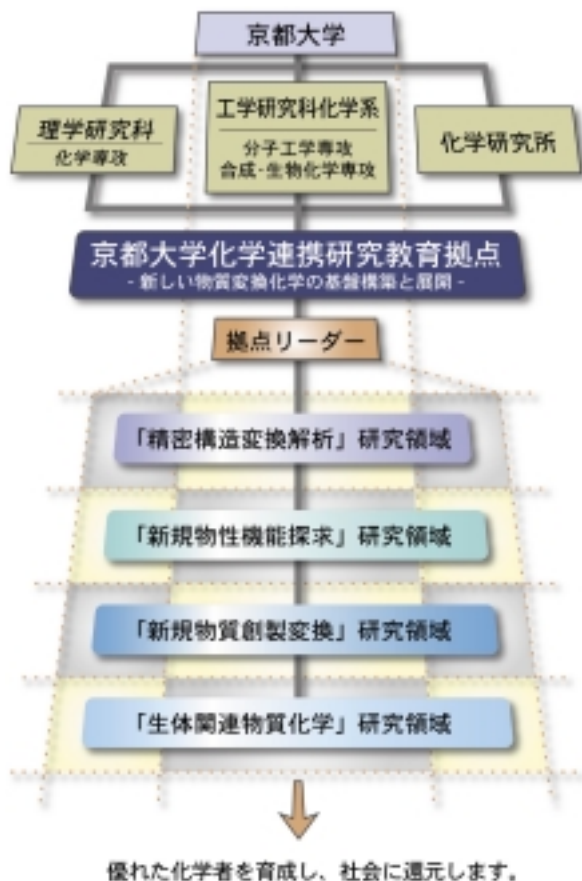 京都大学
理学研究科
化学専攻
工学研究科化学系
分子工学専攻
合成・生物化学専攻
化学研究所
京都大学化学連携研究教育拠点
- 新しい物質変換化学の基盤構築と展開 -
拠点リーダー
「精密構造変換解析」研究領域
「新規物性機能探求」研究領域
「新規物質創製変換」研究領域
「生体関連物質化学」研究領域
優れた化学者を育成し、社会に還元します。